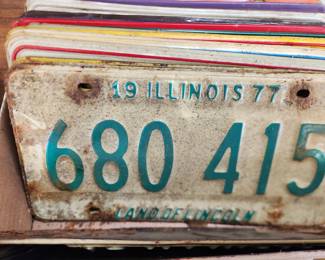 19 ILLINOIS 77
680 415
LAND OF LINCOLN